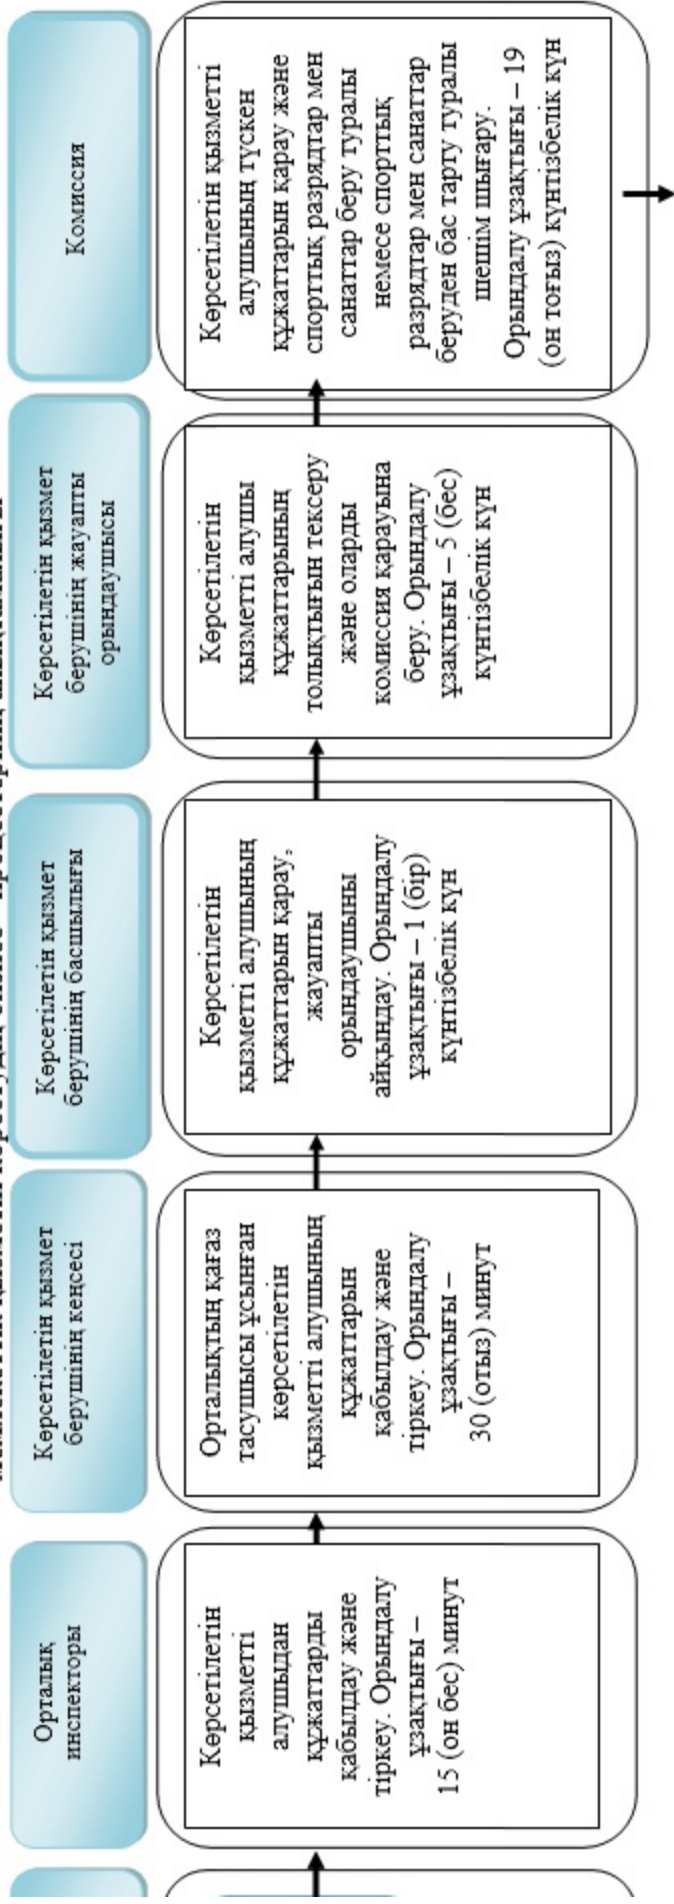 Орталық
инспекторы
Көрсетілетін қызмет
берушінің кеңсесі
Көрсетілетін қызмет
берушінің басшылығы
Көрсетілетін қызмет
берушінің жауапты
орындаушысы
Комиссия
Көрсетілетін
қызметті
алушыдан
құжаттарды
қабылдау және
тіркеу. Орындалу
ұзақтығы –
15 (он бес) минут
Орталықтың қағаз
тасушысы ұсынған
көрсетілетін
қызметті алушының
құжаттарын
қабылдау және
тіркеу. Орындалу
ұзақтығы –
30 (отыз) минут
Көрсетілетін
қызметті алушының
құжаттарын қарау,
жауапты
орындаушыны
айқындау. Орындалу
ұзақтығы – 1 (бір)
күнтізбелік күн
Көрсетілетін
қызметті алушы
құжаттарының
толықтығын тексеру
және оларды
комиссия қарауына
беру. Орындалу
ұзақтығы – 5 (бес)
күнтізбелік күн
Көрсетілетін қызметті
алушының түскен
құжаттарын қарау және
спорттық разрядтар мен
санаттар беру туралы
немесе спорттық
разрядтар мен санаттар
беруден бас тарту туралы
шешім шығару.
Орындалу ұзақтығы – 19
(он тоғыз) күнтізбелік күн